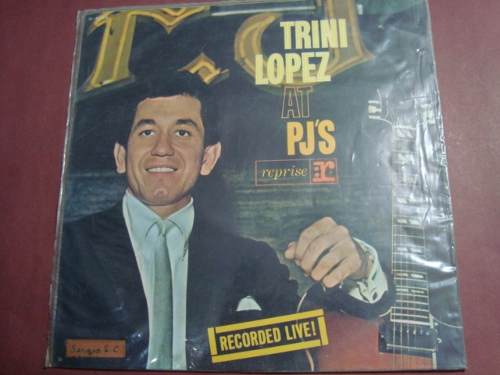 P.J
TRINI
LOPEZ
AT
PJ'S
reprise r
RECORDED LIVE!